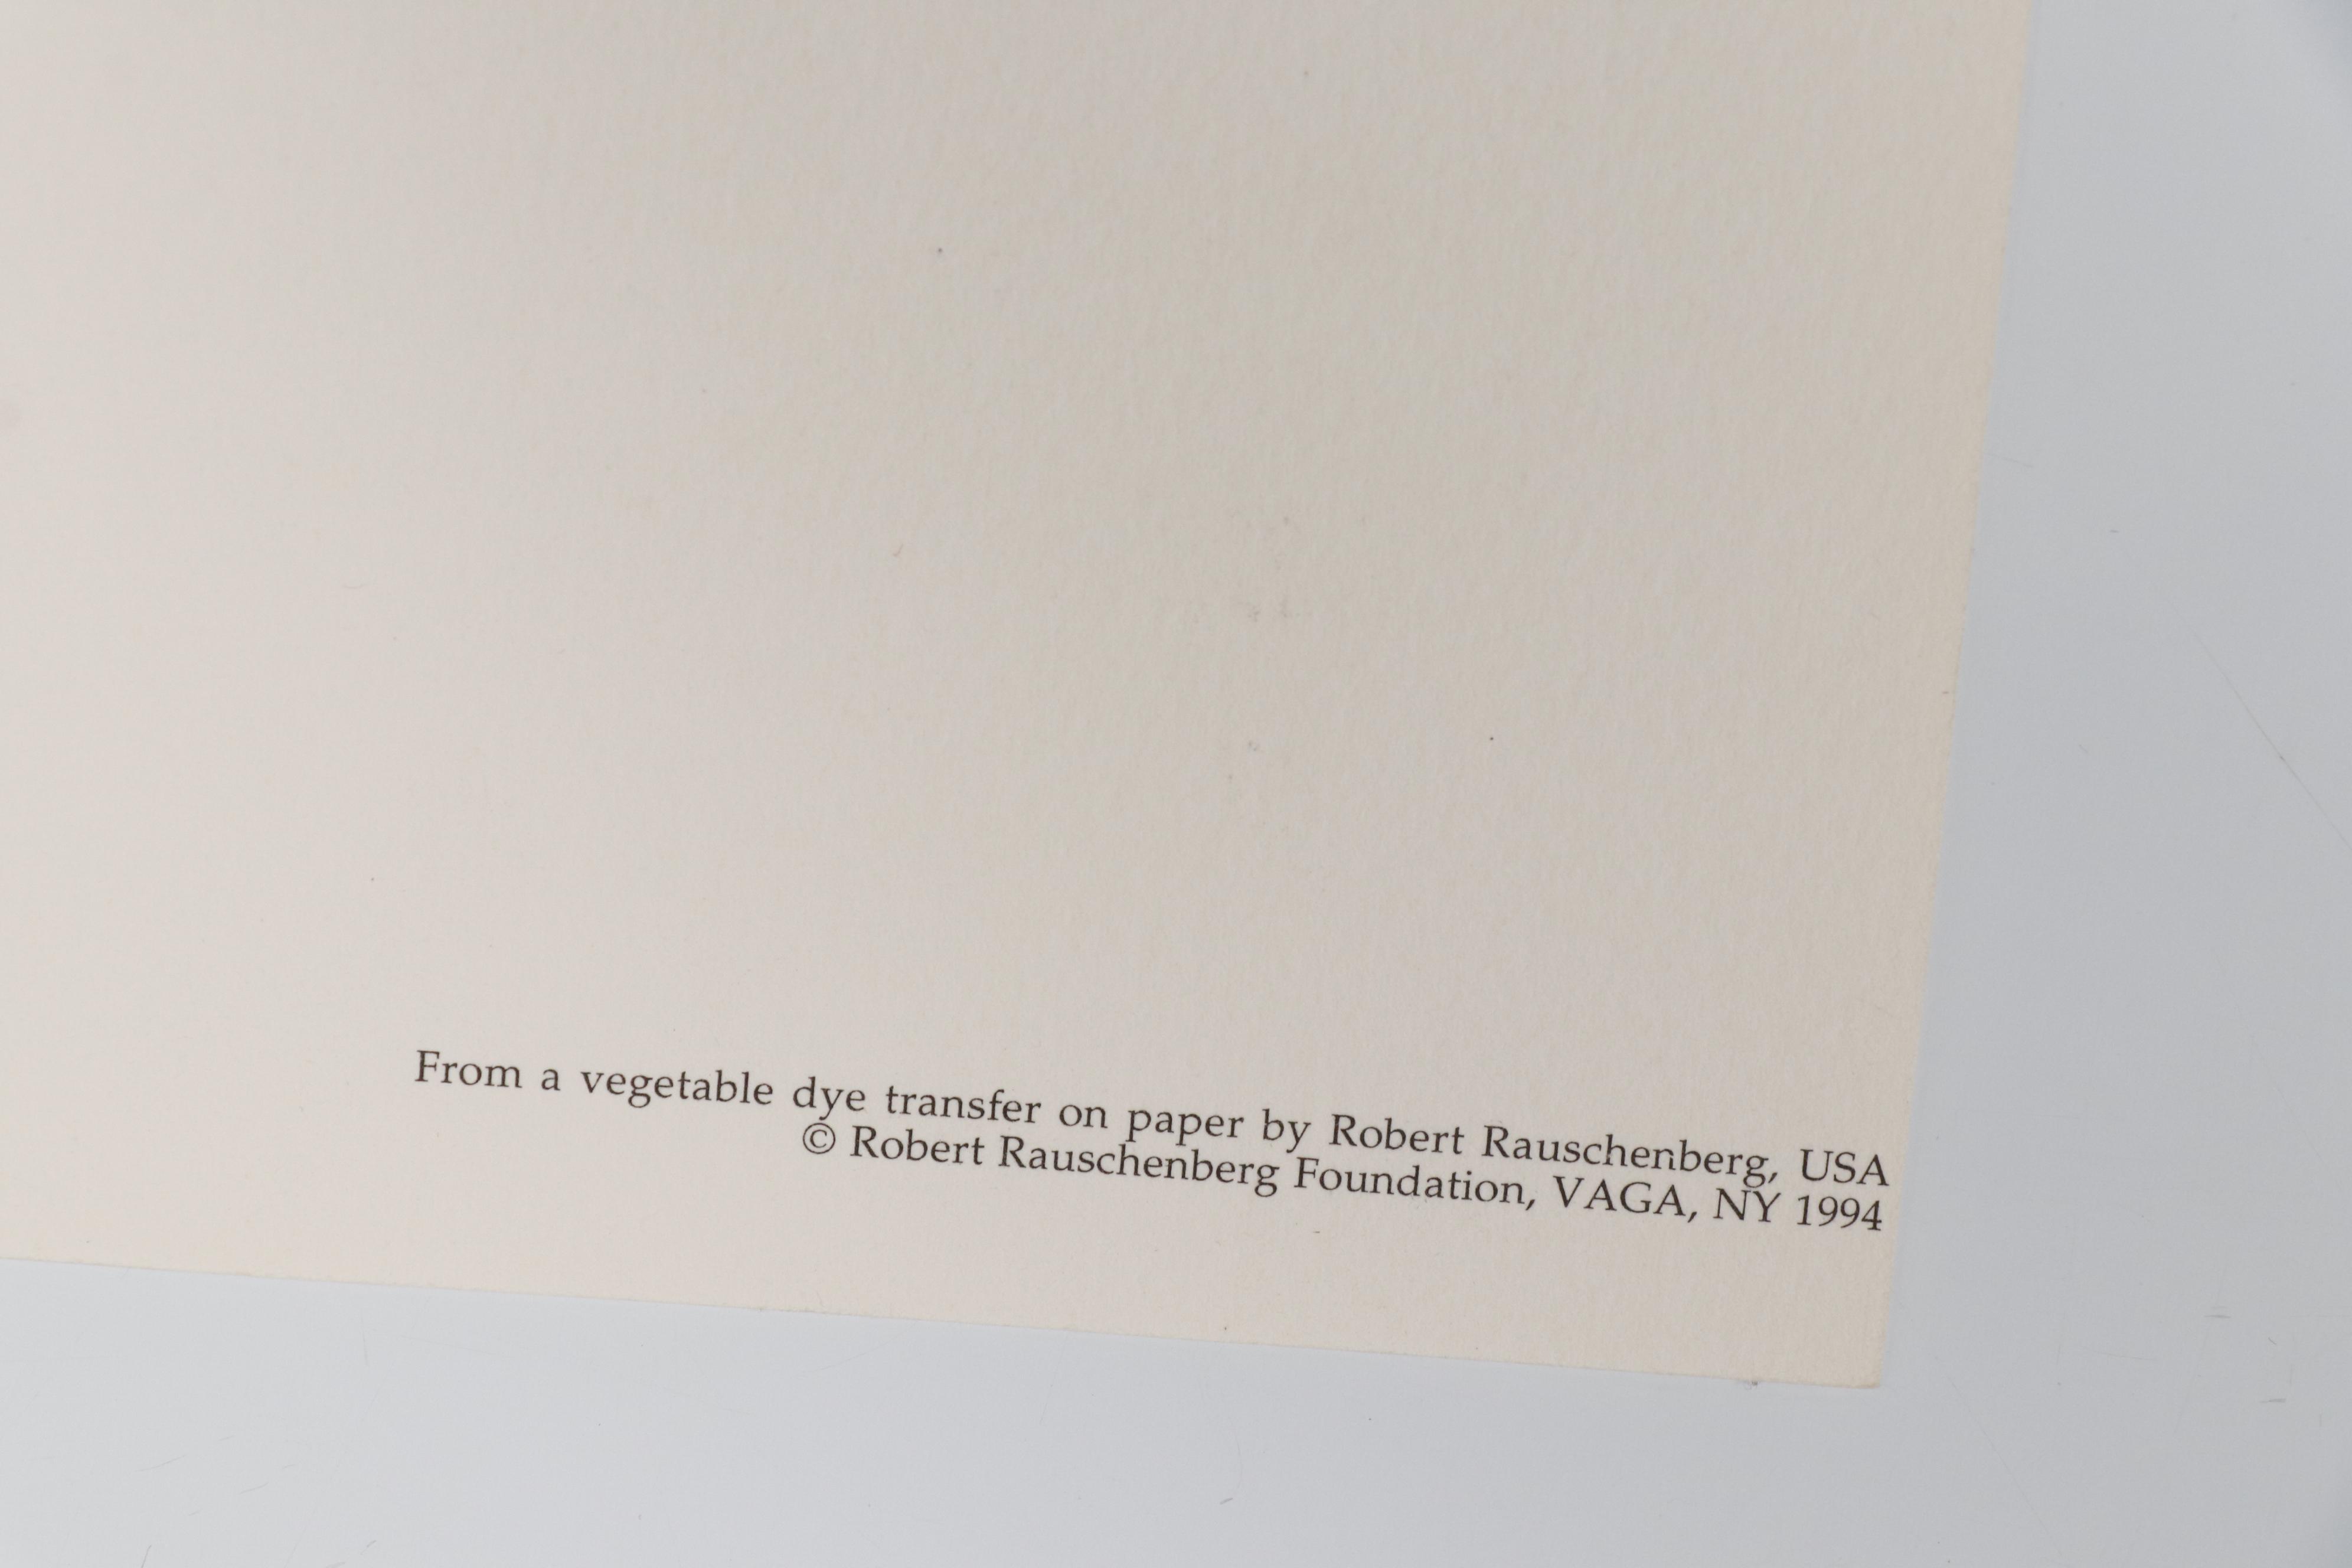 From a vegetable dye transfer on paper by Robert Rauschenberg, USA
© Robert Rauschenberg Foundation, VAGA, NY 1994